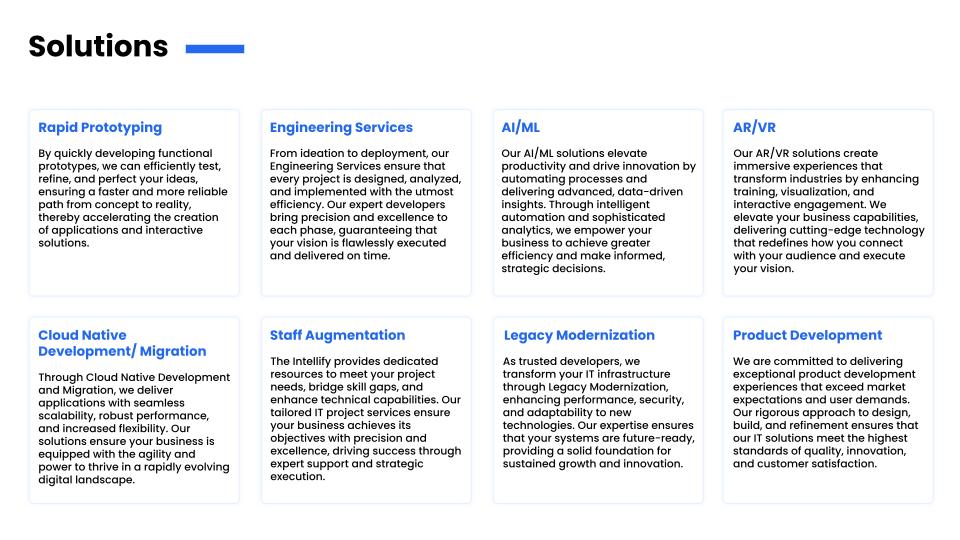 Solutions
Rapid Prototyping
By quickly developing functional
prototypes, we can efficiently test,
refine, and perfect your ideas,
ensuring a faster and more reliable
path from concept to reality,
thereby accelerating the creation
of applications and interactive
solutions.
Engineering Services
From ideation to deployment, our
Engineering Services ensure that
every project is designed, analyzed,
and implemented with the utmost
efficiency. Our expert developers
bring precision and excellence to
each phase, guaranteeing that
your vision is flawlessly executed
and delivered on time.
AI/ML
Our AI/ML solutions elevate
productivity and drive innovation by
automating processes and
delivering advanced, data-driven
insights. Through intelligent
automation and sophisticated
analytics, we empower your
business to achieve greater
efficiency and make informed,
strategic decisions.
AR/VR
Our AR/VR solutions create
immersive experiences that
transform industries by enhancing
training, visualization, and
interactive engagement. We
elevate your business capabilities,
delivering cutting-edge technology
that redefines how you connect
with your audience and execute
your vision.
Cloud Native
Development/ Migration
Through Cloud Native Development
and Migration, we deliver
applications with seamless
scalability, robust performance,
and increased flexibility. Our
solutions ensure your business is
equipped with the agility and
power to thrive in a rapidly evolving
digital landscape.
Staff Augmentation
The Intellify provides dedicated
resources to meet your project
needs, bridge skill gaps, and
enhance technical capabilities. Our
tailored IT project services ensure
your business achieves its
objectives with precision and
excellence, driving success through
expert support and strategic
execution.
Legacy Modernization
As trusted developers, we
transform your IT infrastructure
through Legacy Modernization,
enhancing performance, security,
and adaptability to new
technologies. Our expertise ensures
that your systems are future-ready,
providing a solid foundation for
sustained growth and innovation.
Product Development
We are committed to delivering
exceptional product development
experiences that exceed market
expectations and user demands.
Our rigorous approach to design,
build, and refinement ensures that
our IT solutions meet the highest
standards of quality, innovation,
and customer satisfaction.